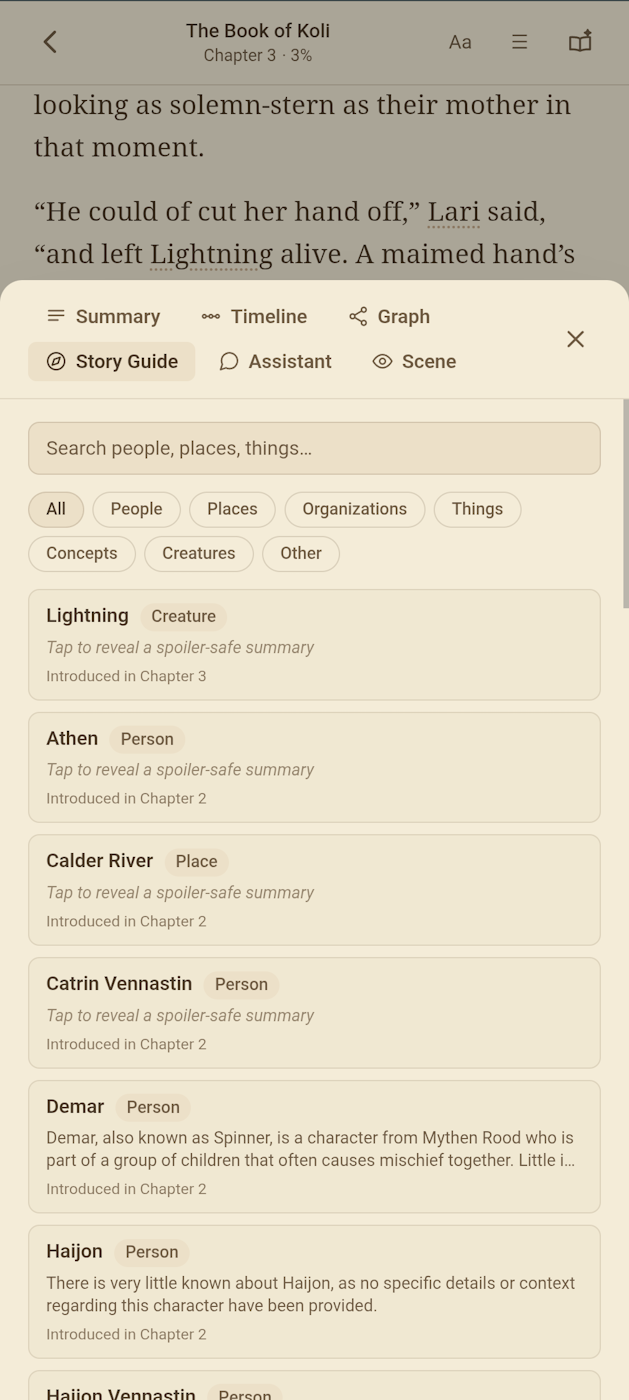 The Book of Koli
Chapter 3 · 3%
Aa
looking as solemn-stern as their mother in
that moment.
“He could of cut her hand off,” Lari said,
“and left Lightning alive. A maimed hand’s
Summary
Timeline
Graph
Story Guide
Assistant
Scene
Search people, places, things…
All
People
Places
Organizations
Things
Concepts
Creatures
Other
Lightning
Creature
Tap to reveal a spoiler-safe summary
Introduced in Chapter 3
Athen
Person
Tap to reveal a spoiler-safe summary
Introduced in Chapter 2
Calder River
Place
Tap to reveal a spoiler-safe summary
Introduced in Chapter 2
Catrin Vennastin
Person
Tap to reveal a spoiler-safe summary
Introduced in Chapter 2
Demar
Person
Demar, also known as Spinner, is a character from Mythen Rood who is
part of a group of children that often causes mischief together. Little i…
Introduced in Chapter 2
Haijon
Person
There is very little known about Haijon, as no specific details or context
regarding this character have been provided.
Introduced in Chapter 2
Haijon Vennastin
Person